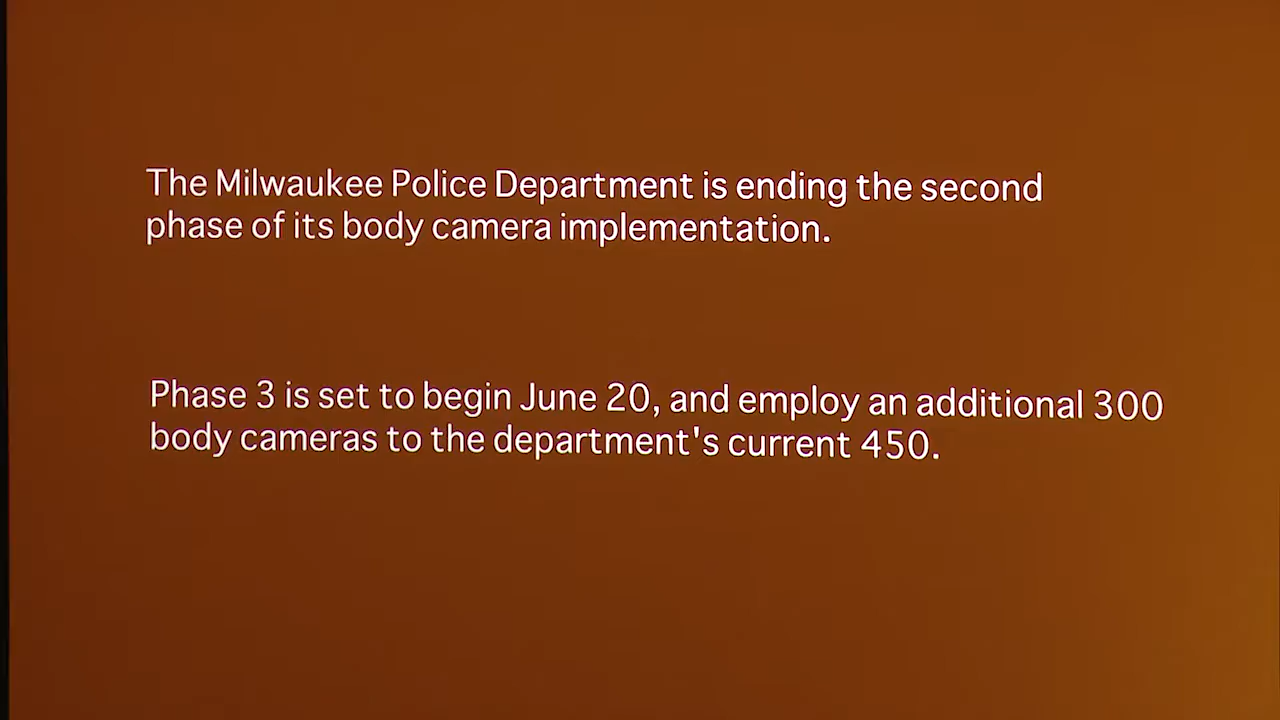 The Milwaukee Police Department is ending the second
phase of its body camera implementation.
Phase 3 is set to begin June 20, and employ an additional 300
body cameras to the department's current 450.